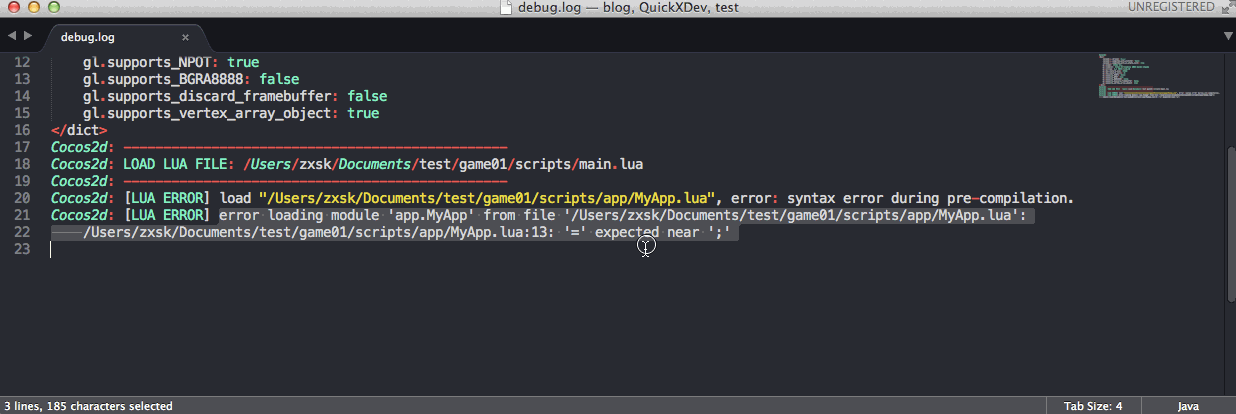 debug.log — blog, QuickXDev, test
UNREGISTERED
debug.log ×
12 gl.supports_NPOT: true
13 gl.supports_BGRA8888: false
14 gl.supports_discard_framebuffer: false
15 gl.supports_vertex_array_object: true
16 </dict>
17 Cocos2d: ------------------------------------------------
18 Cocos2d: LOAD LUA FILE: /Users/zxsk/Documents/test/game01/scripts/main.lua
19 Cocos2d: ------------------------------------------------
20 Cocos2d: [LUA ERROR] load "/Users/zxsk/Documents/test/game01/scripts/app/MyApp.lua", error: syntax error during pre-compilation.
21 Cocos2d: [LUA ERROR] error loading module 'app.MyApp' from file '/Users/zxsk/Documents/test/game01/scripts/app/MyApp.lua':
22 /Users/zxsk/Documents/test/game01/scripts/app/MyApp.lua:13: '=' expected near ';'
23
3 lines, 185 characters selected
Tab Size: 4
Java